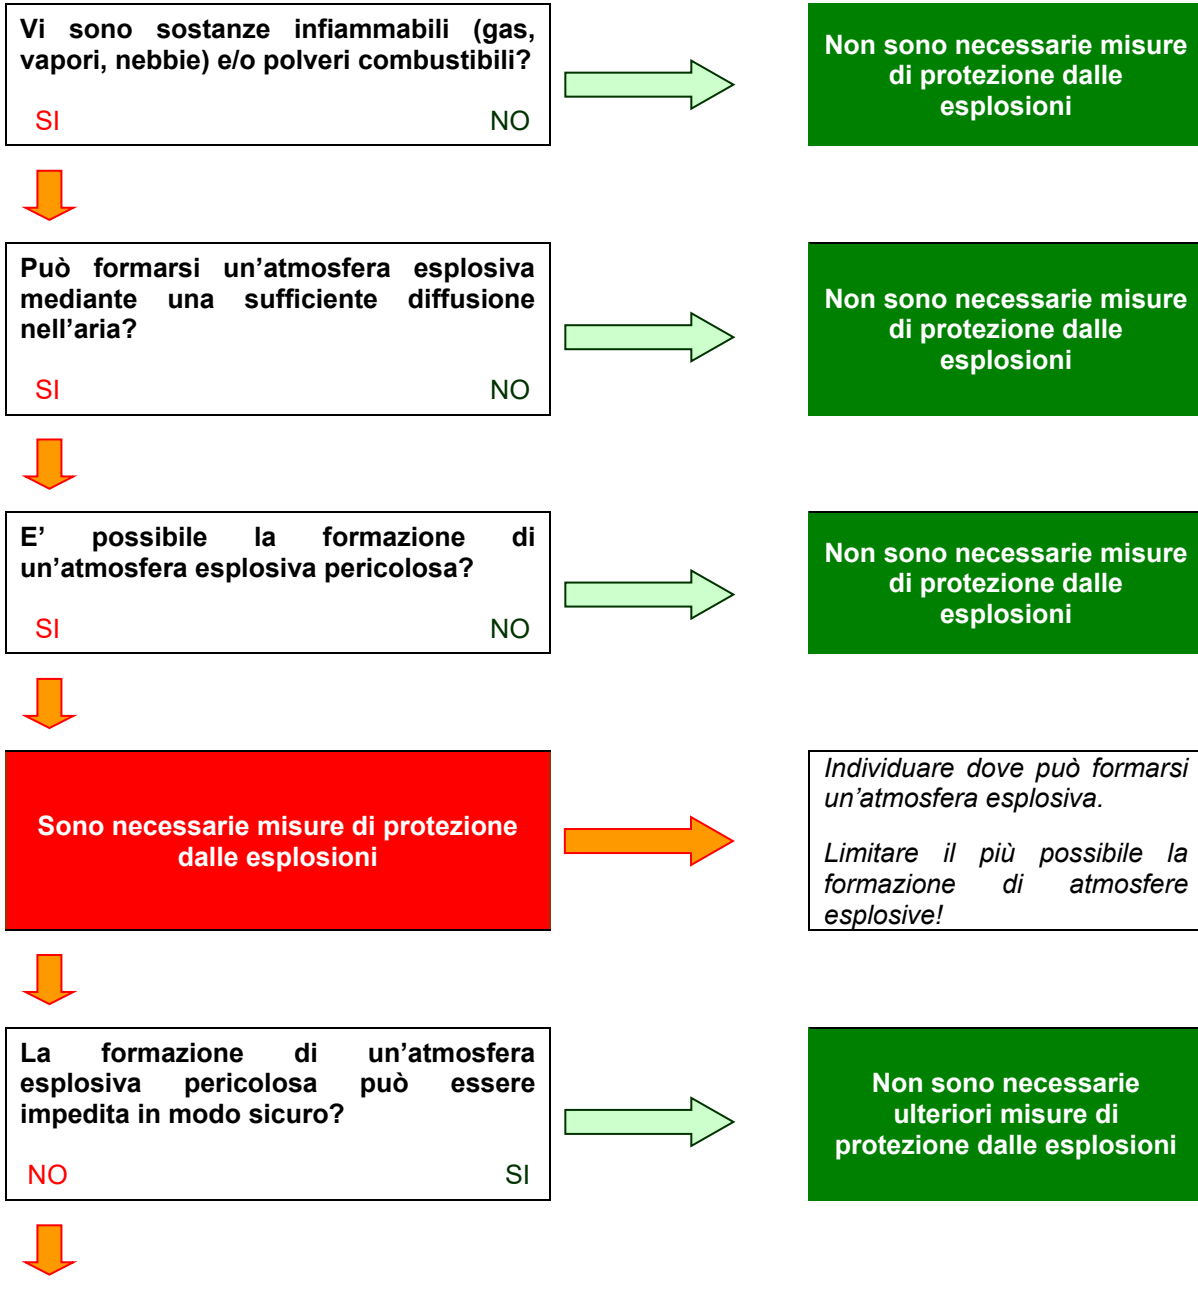 Vi sono sostanze infiammabili (gas,
vapori, nebbie) e/o polveri combustibili?
SI NO
Non sono necessarie misure
di protezione dalle
esplosioni
Può formarsi un’atmosfera esplosiva
mediante una sufficiente diffusione
nell’aria?
SI NO
Non sono necessarie misure
di protezione dalle
esplosioni
E’ possibile la formazione di
un’atmosfera esplosiva pericolosa?
SI NO
Non sono necessarie misure
di protezione dalle
esplosioni
Sono necessarie misure di protezione
dalle esplosioni
Individuare dove può formarsi
un’atmosfera esplosiva.
Limitare il più possibile la
formazione di atmosfere
esplosive!
La formazione di un’atmosfera
esplosiva pericolosa può essere
impedita in modo sicuro?
NO SI
Non sono necessarie
ulteriori misure di
protezione dalle esplosioni